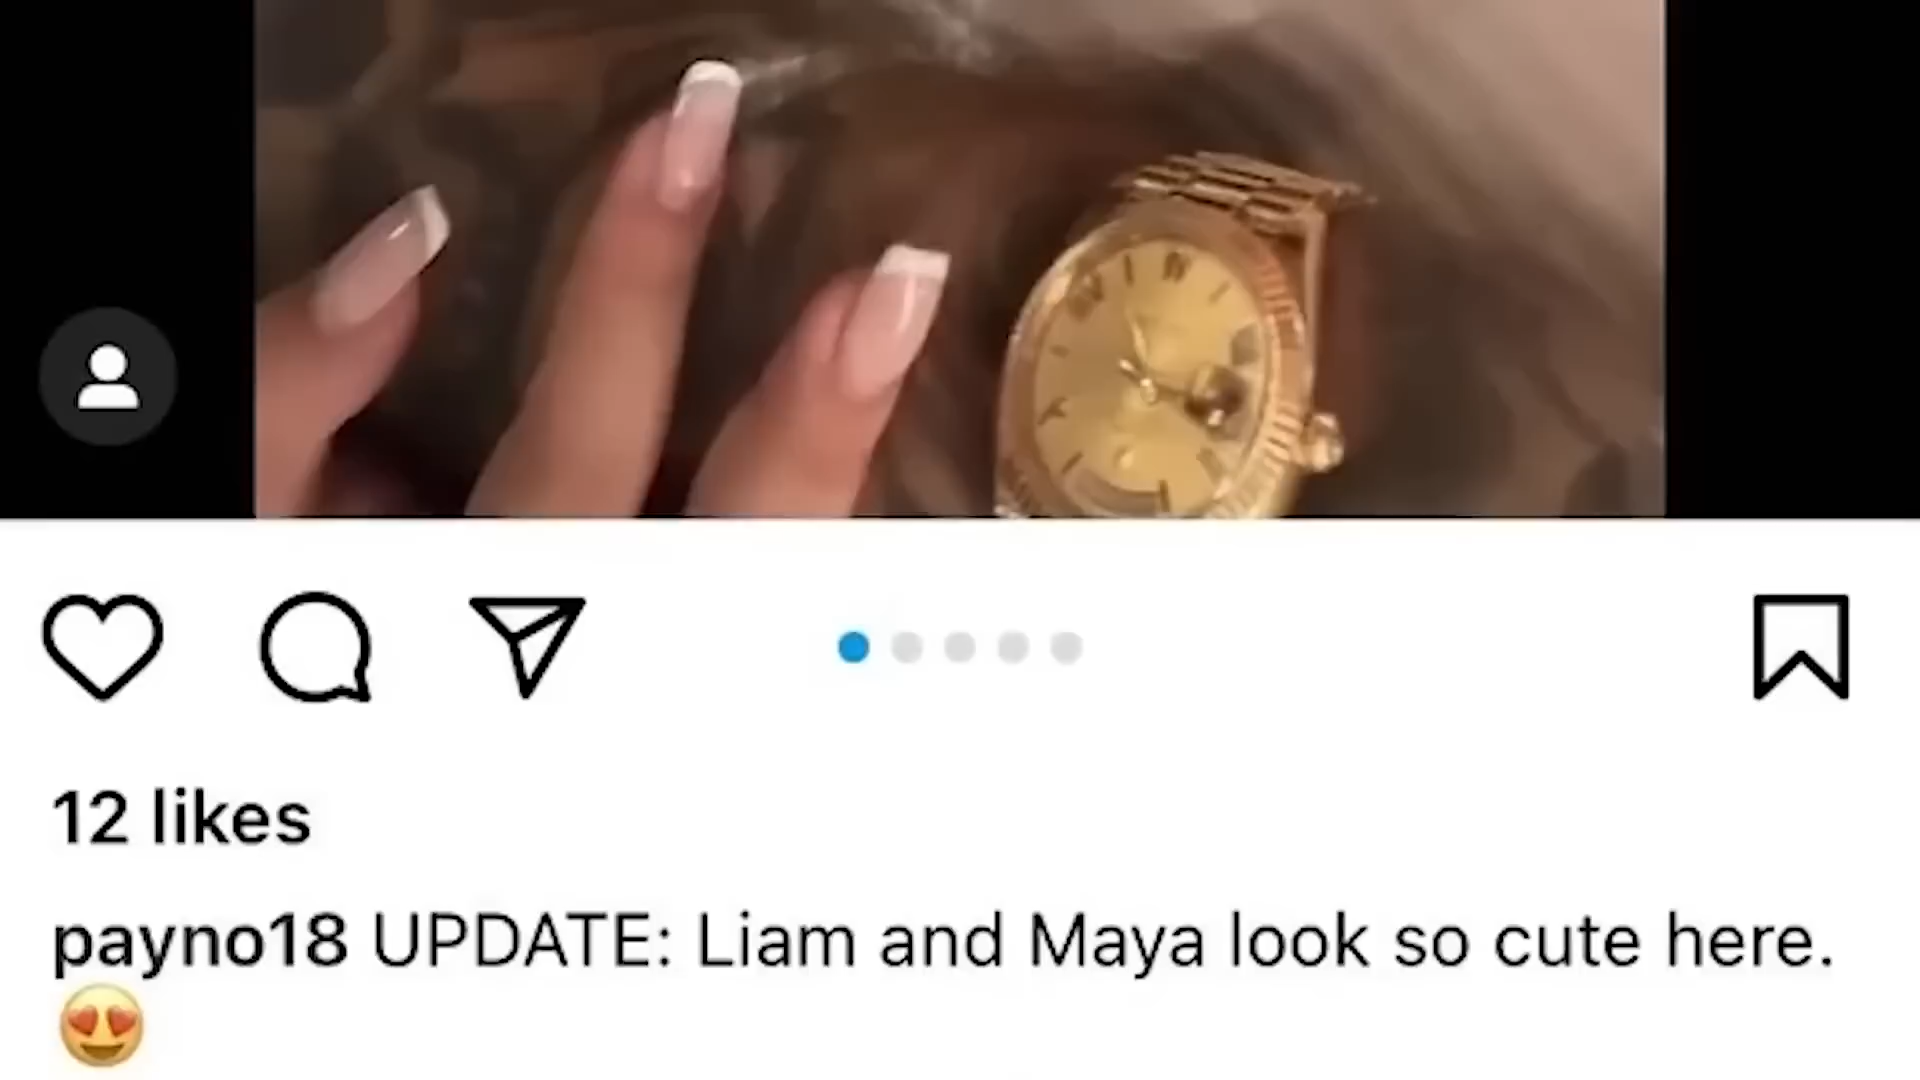 12 likes
payno18 UPDATE: Liam and Maya look so cute here.
😍